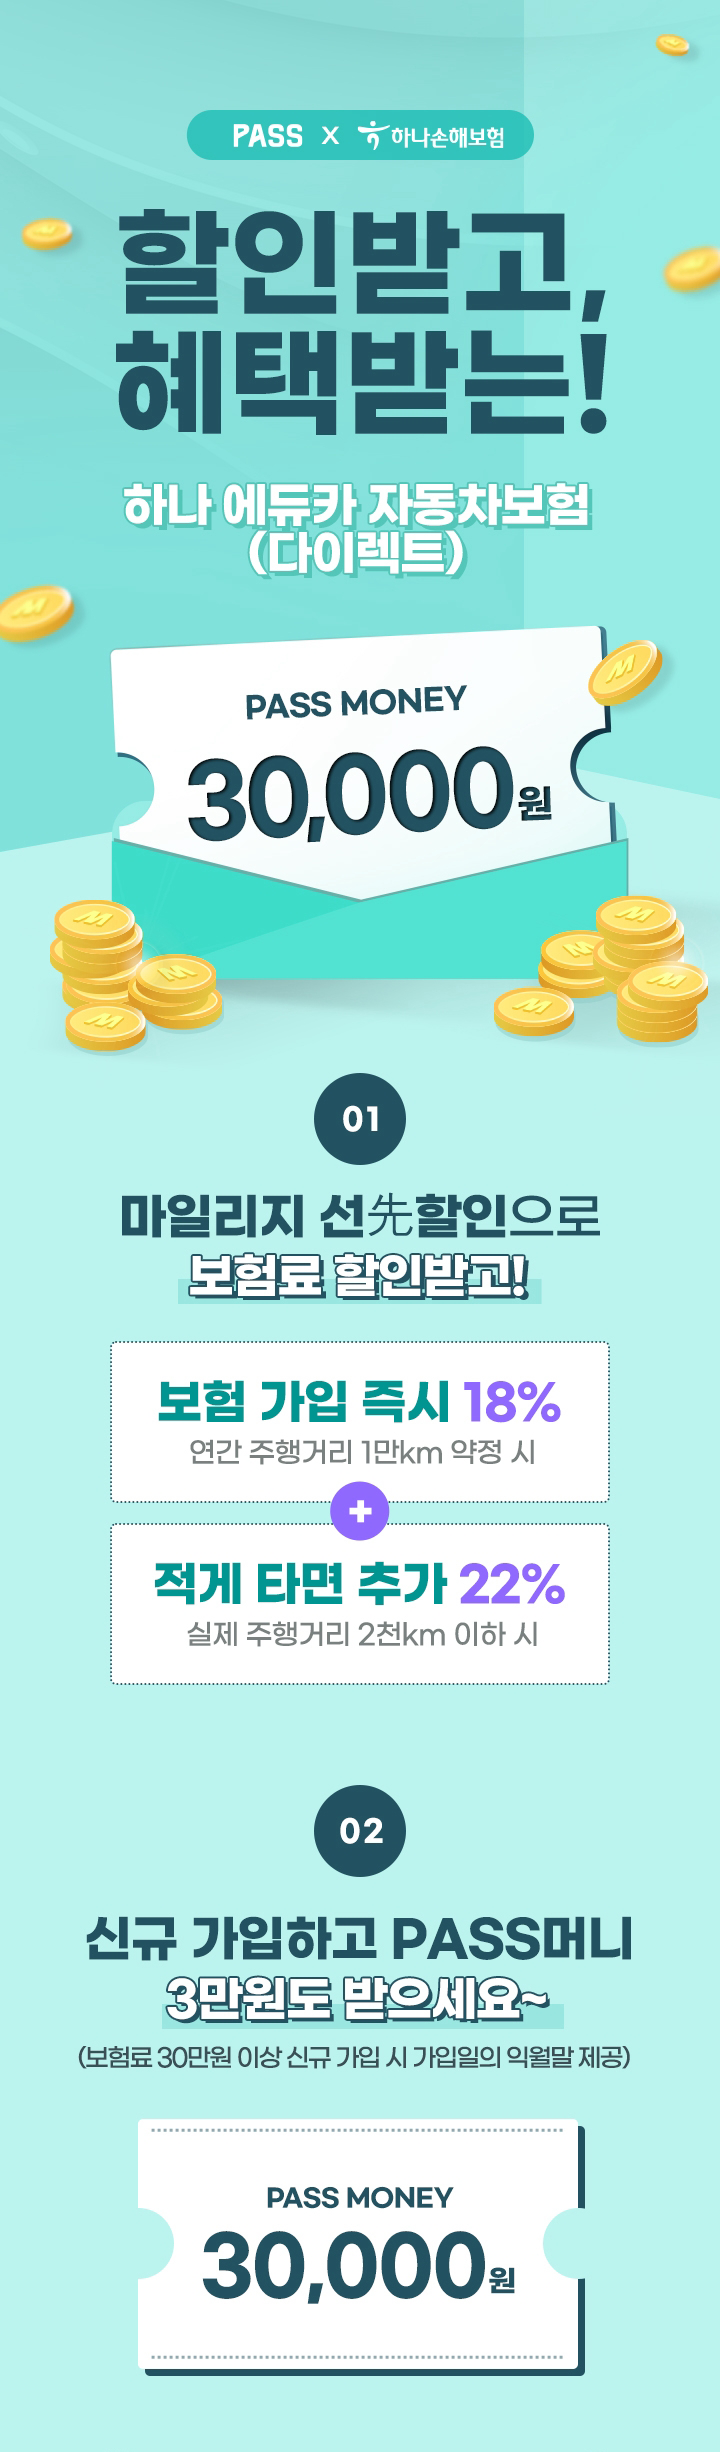 PASS X 하나손해보험
할인받고,
혜택받는!
하나 에듀카 자동차보험
(다이렉트)
PASS MONEY
30,000원
01
마일리지 선先할인으로
보험료 할인받고!
보험 가입 즉시 18%
연간 주행거리 1만km 약정 시
+
적게 타면 추가 22%
실제 주행거리 2천km 이하 시
02
신규 가입하고 PASS머니
3만원도 받으세요~
(보험료 30만원 이상 신규 가입 시 가입일의 익월말 제공)
PASS MONEY
30,000원